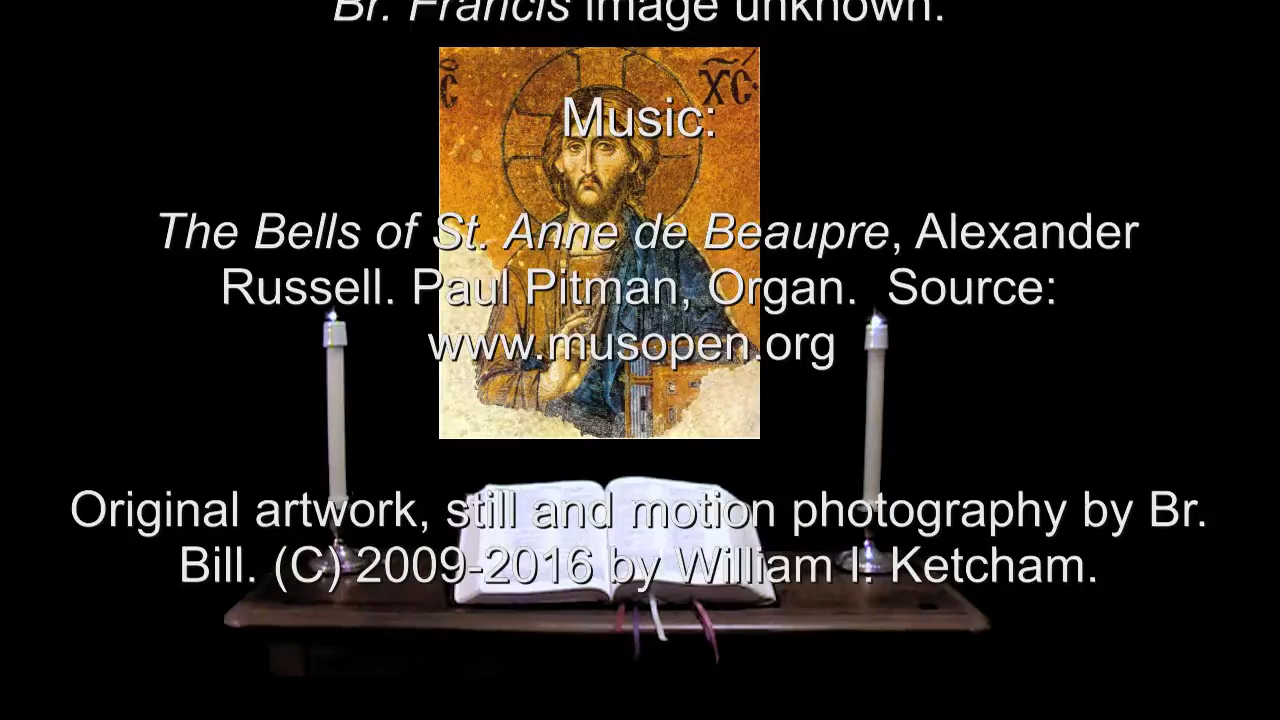 Br. Francis image unknown.
C
XC
Music:
The Bells of St. Anne de Beaupre, Alexander
Russell. Paul Pitman, Organ.  Source:
www.musopen.org
Original artwork, still and motion photography by Br.
Bill. (C) 2009-2016 by William I. Ketcham.